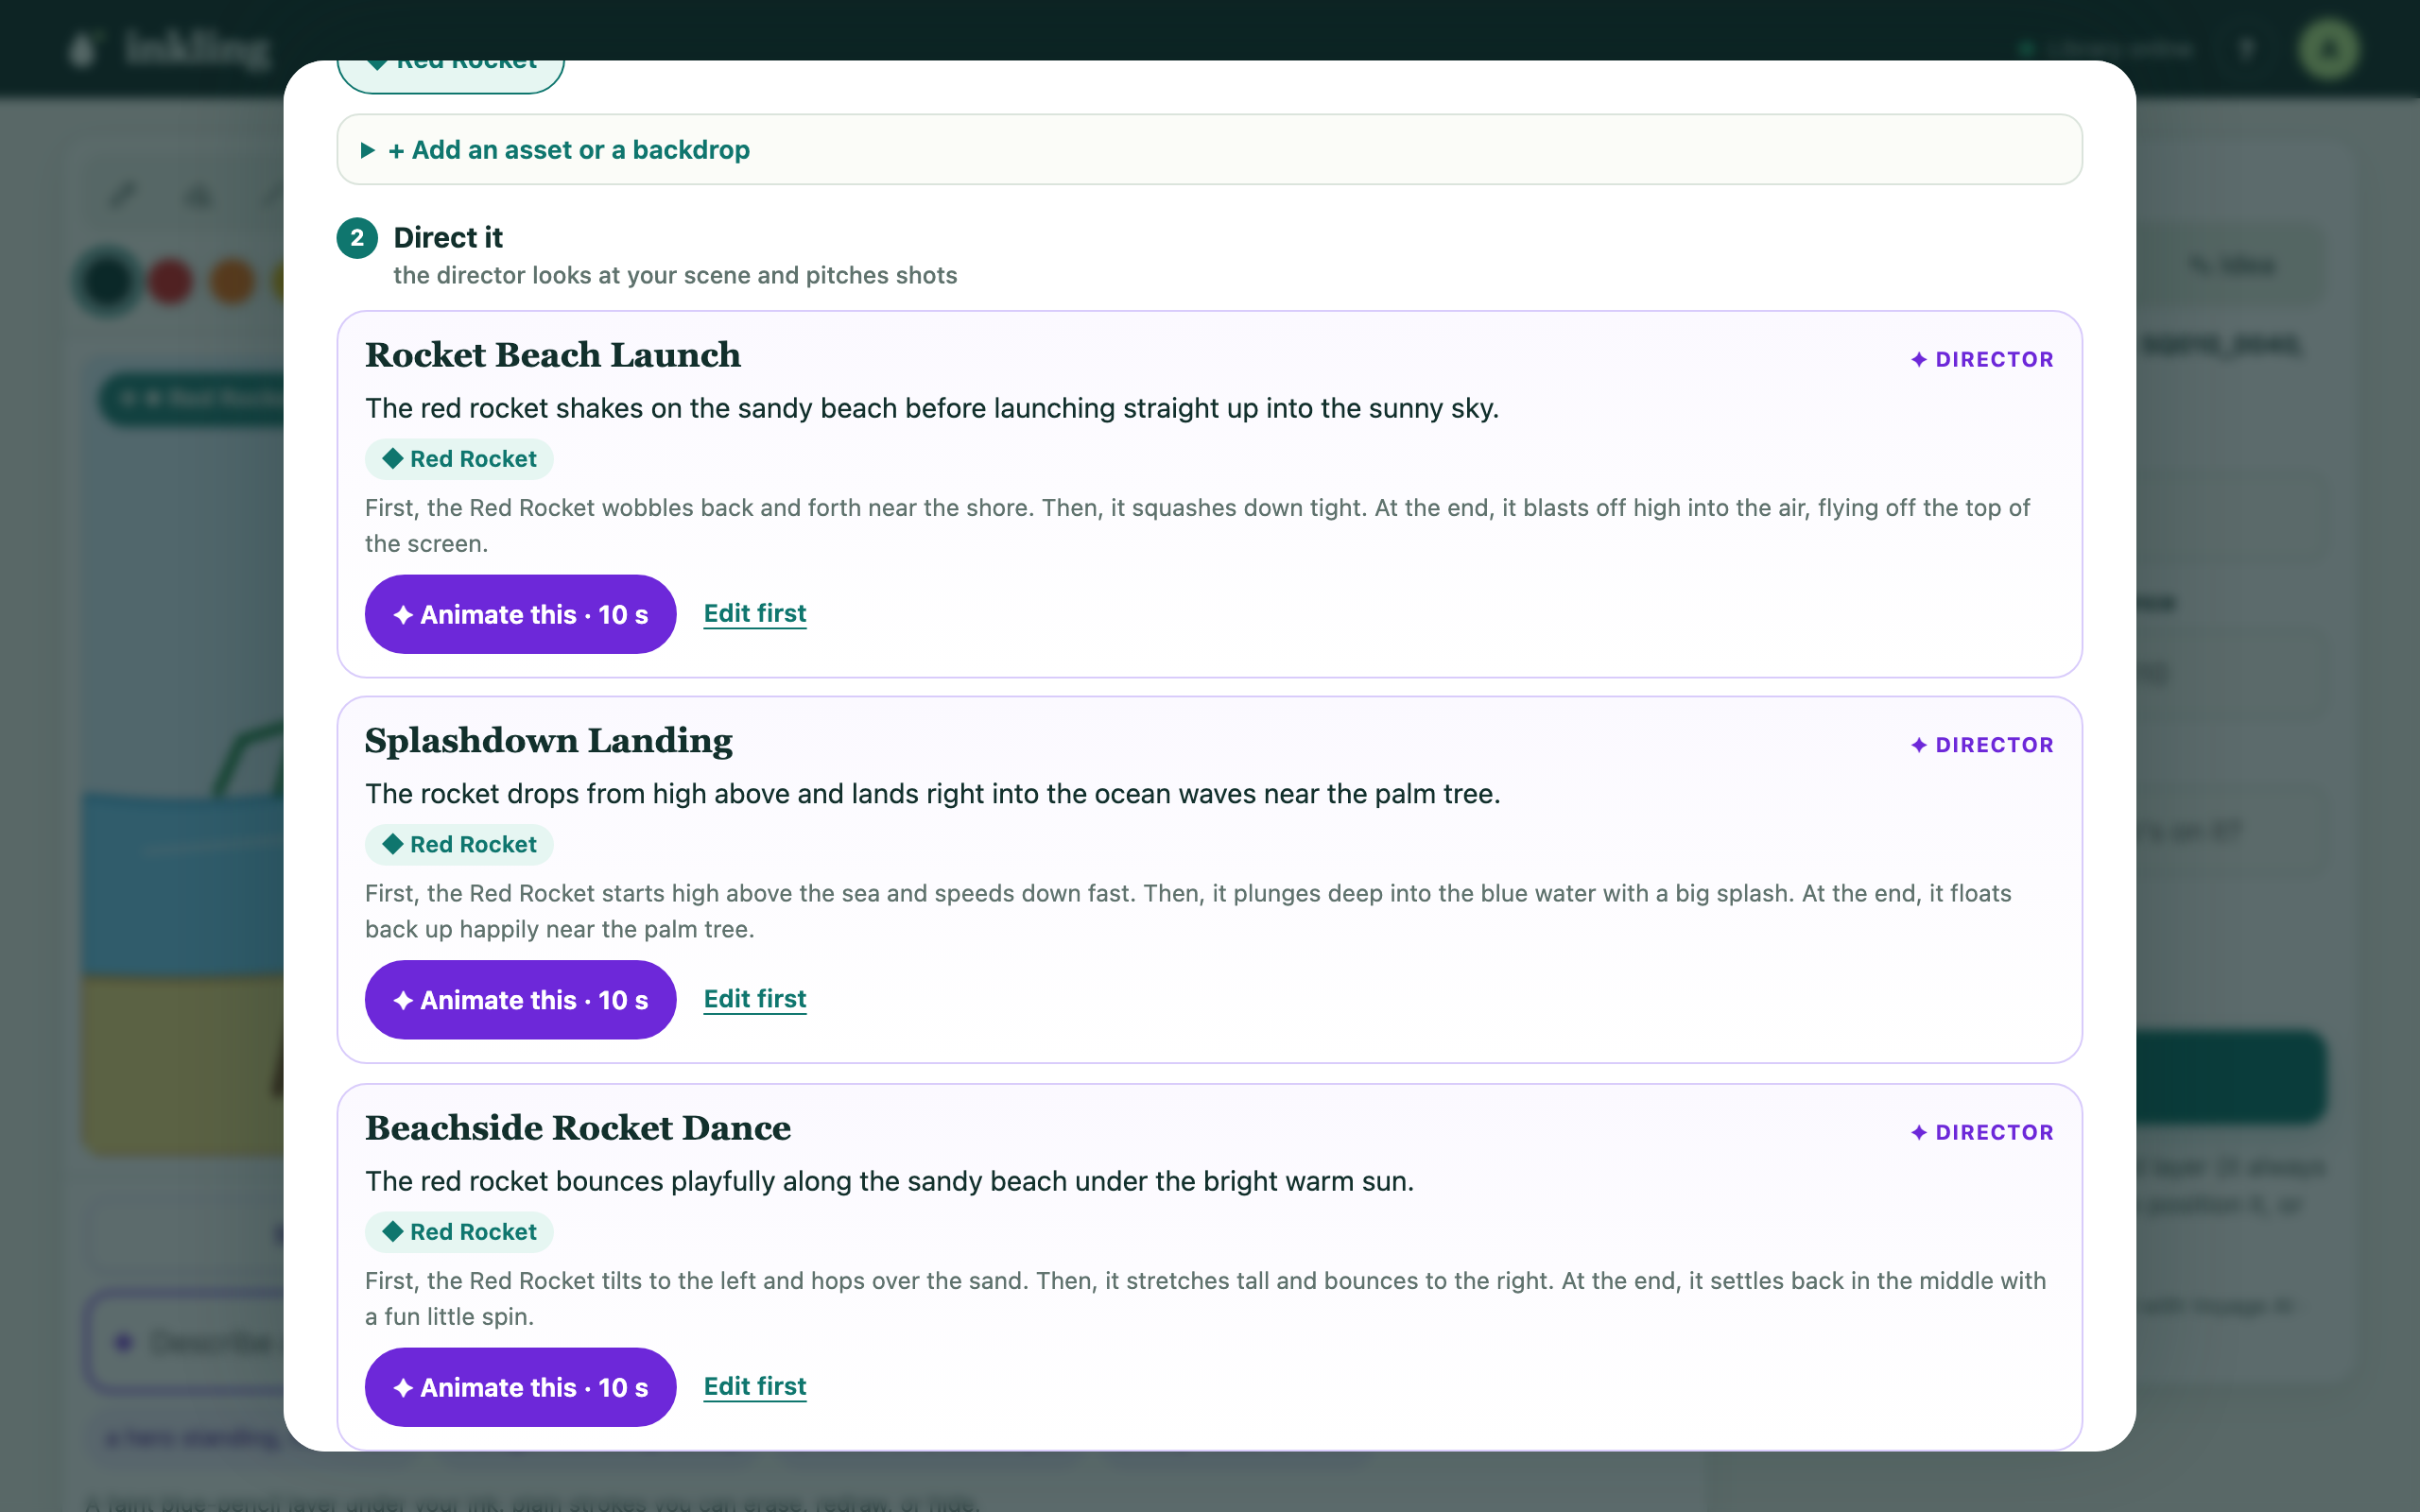 inkling
Red Rocket
+ Add an asset or a backdrop
2 Direct it
the director looks at your scene and pitches shots
Rocket Beach Launch
DIRECTOR
The red rocket shakes on the sandy beach before launching straight up into the sunny sky.
Red Rocket
First, the Red Rocket wobbles back and forth near the shore. Then, it squashes down tight. At the end, it blasts off high into the air, flying off the top of
the screen.
Animate this · 10 s Edit first
Splashdown Landing
DIRECTOR
The rocket drops from high above and lands right into the ocean waves near the palm tree.
Red Rocket
First, the Red Rocket starts high above the sea and speeds down fast. Then, it plunges deep into the blue water with a big splash. At the end, it floats
back up happily near the palm tree.
Animate this · 10 s Edit first
Beachside Rocket Dance
DIRECTOR
The red rocket bounces playfully along the sandy beach under the bright warm sun.
Red Rocket
First, the Red Rocket tilts to the left and hops over the sand. Then, it stretches tall and bounces to the right. At the end, it settles back in the middle with
a fun little spin.
Animate this · 10 s Edit first